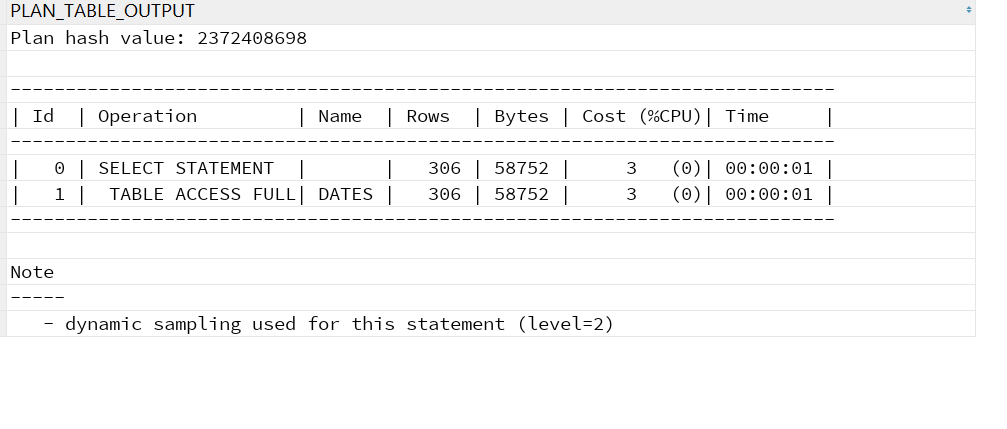 PLAN_TABLE_OUTPUT
Plan hash value: 2372408698
---------------------------------------------------------------------------
| Id  | Operation         | Name  | Rows  | Bytes | Cost (%CPU)| Time     |
---------------------------------------------------------------------------
|   0 | SELECT STATEMENT  |       |   306 | 58752 |     3   (0)| 00:00:01 |
|   1 |  TABLE ACCESS FULL| DATES |   306 | 58752 |     3   (0)| 00:00:01 |
---------------------------------------------------------------------------
Note
-----
   - dynamic sampling used for this statement (level=2)